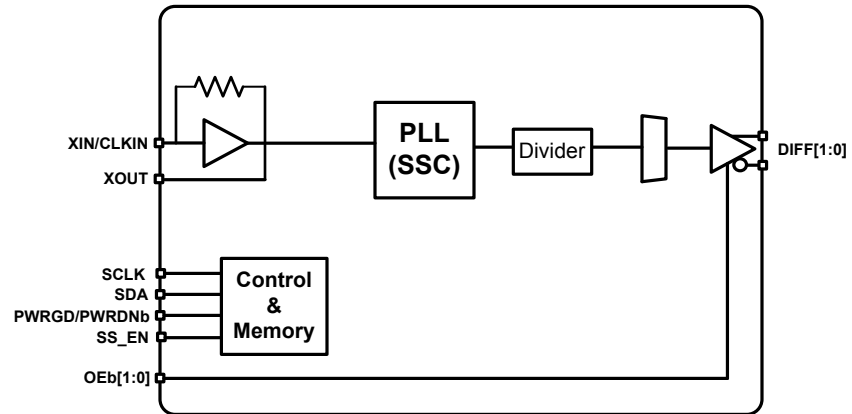 XIN/CLKIN
XOUT
PLL
(SSC)
Divider
DIFF[1:0]
SCLK
SDA
PWRGD/PWRDNb
SS_EN
Control
&
Memory
OEb[1:0]